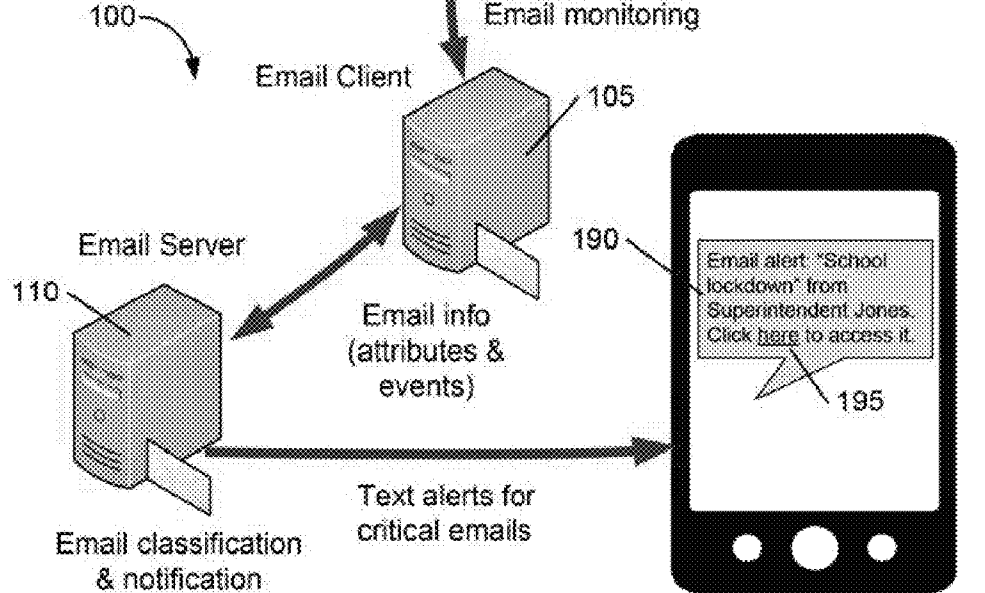 100
Email monitoring
Email Client
105
Email Server
190
110
Email alert: "School
lockdown" from
Superintendent Jones.
Click here to access it.
Email info
(attributes &
events)
195
Text alerts for
critical emails
Email classification
& notification